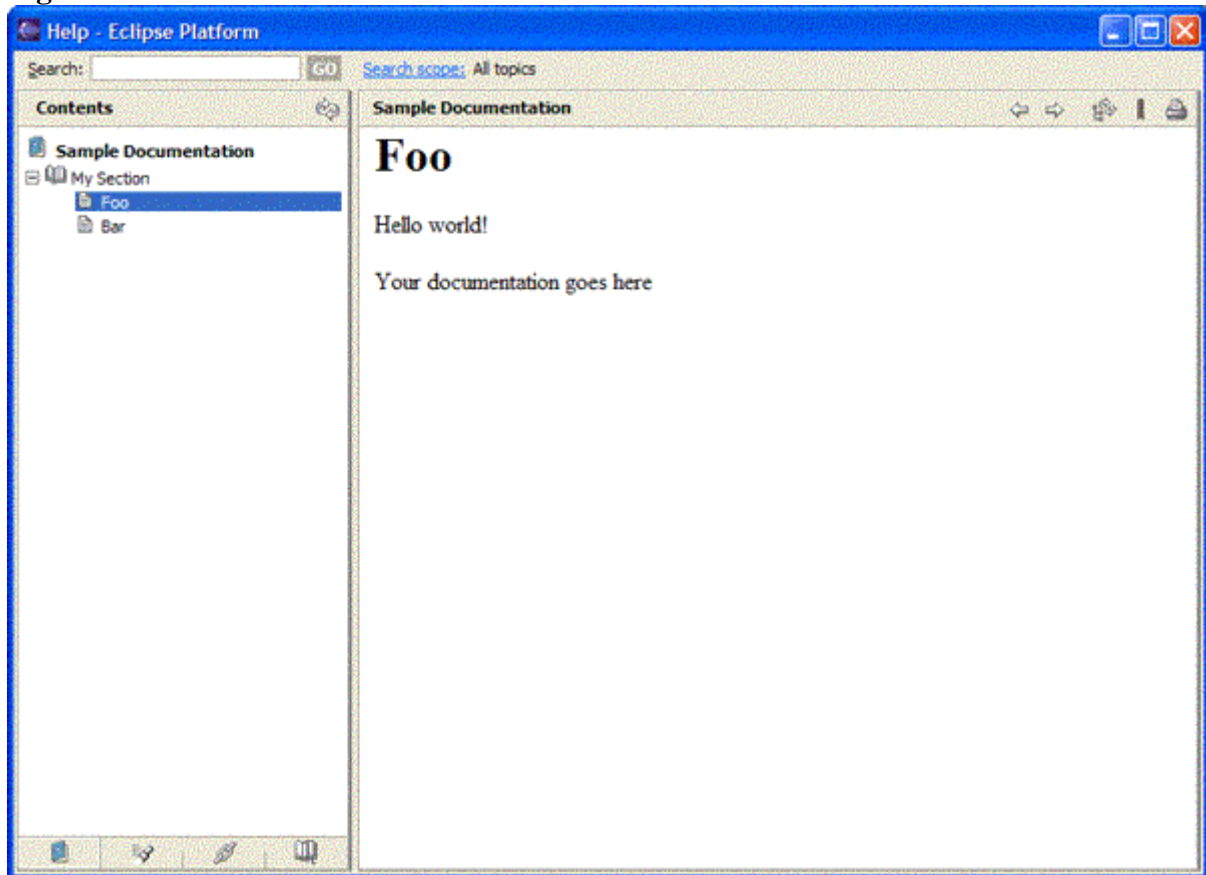 Help - Eclipse Platform
Search: GO Search scope: All topics
Contents
Sample Documentation
My Section
Foo
Bar
Sample Documentation
Foo
Hello world!
Your documentation goes here